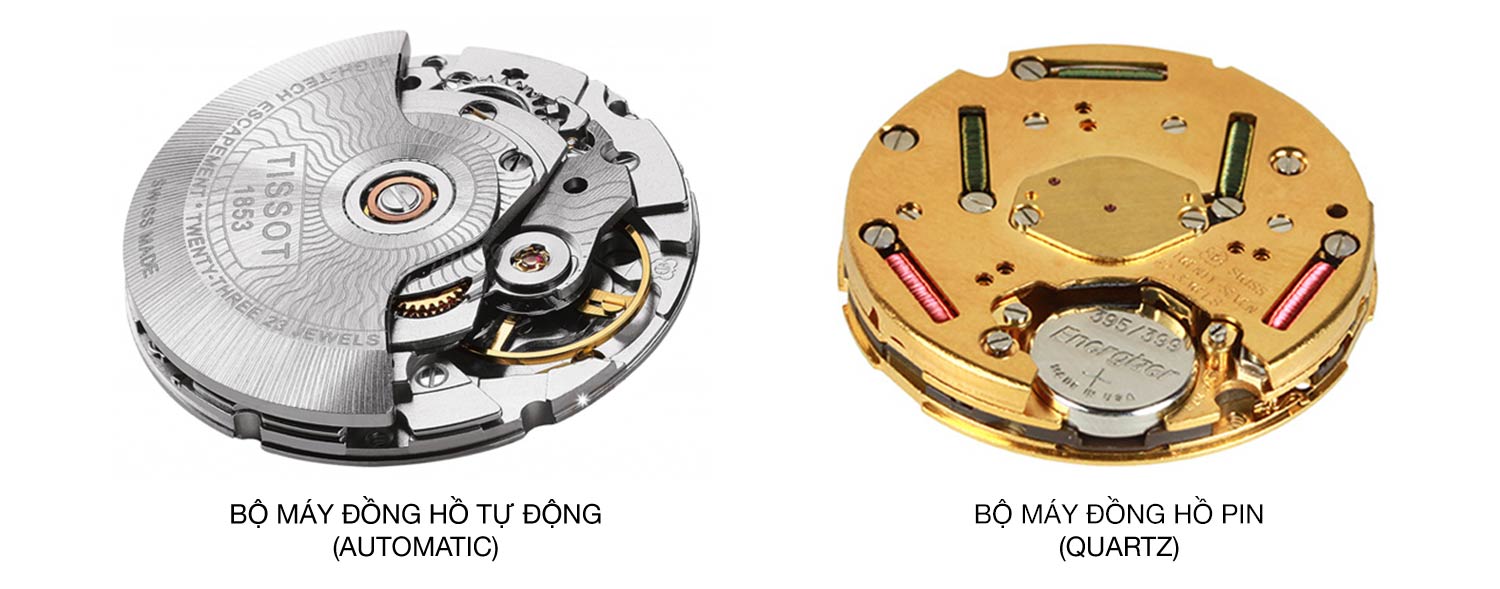 HIGH-TECH ESCAPEMENT • TWENTY-THREE 23 JEWELS
TISSOT
1853
SWISS MADE
SWISS
395/399
Energizer
+
BỘ MÁY ĐỒNG HỒ TỰ ĐỘNG
(AUTOMATIC)
BỘ MÁY ĐỒNG HỒ PIN
(QUARTZ)